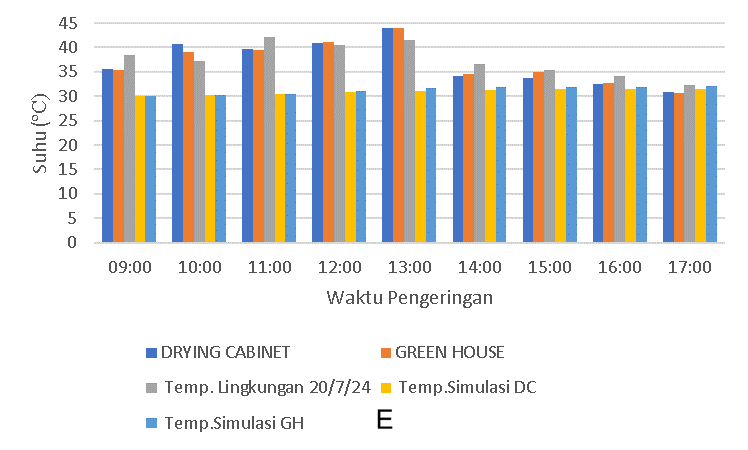 45
40
35
30
25
20
15
10
5
0
Suhu (°C)
09:00 10:00 11:00 12:00 13:00 14:00 15:00 16:00 17:00
Waktu Pengeringan
DRYING CABINET GREEN HOUSE
Temp. Lingkungan 20/7/24 Temp.Simulasi DC
Temp.Simulasi GH E